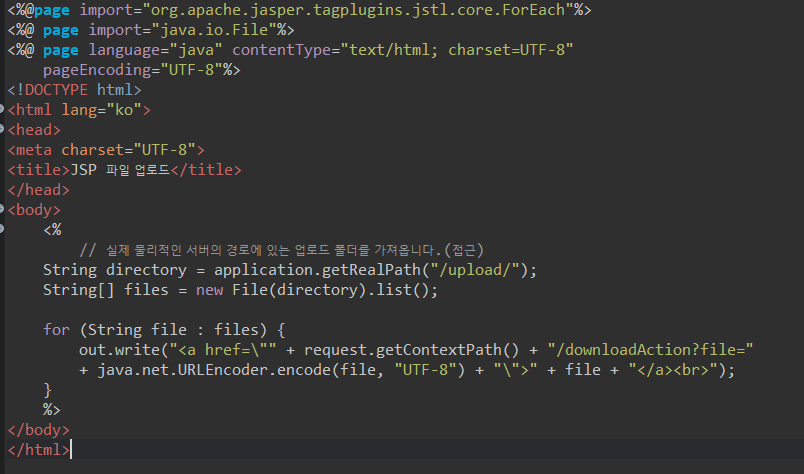 <%@page import="org.apache.jasper.tagplugins.jstl.core.ForEach"%>
<%@ page import="java.io.File"%>
<%@ page language="java" contentType="text/html; charset=UTF-8"
    pageEncoding="UTF-8"%>
<!DOCTYPE html>
<html lang="ko">
<head>
<meta charset="UTF-8">
<title>JSP 파일 업로드</title>
</head>
<body>
    <%
        // 실제 물리적인 서버의 경로에 있는 업로드 폴더를 가져옵니다.(접근)
    String directory = application.getRealPath("/upload/");
    String[] files = new File(directory).list();

    for (String file : files) {
        out.write("<a href=\"" + request.getContextPath() + "/downloadAction?file="
        + java.net.URLEncoder.encode(file, "UTF-8") + "\">" + file + "</a><br>");
    }
    %>
</body>
</html>